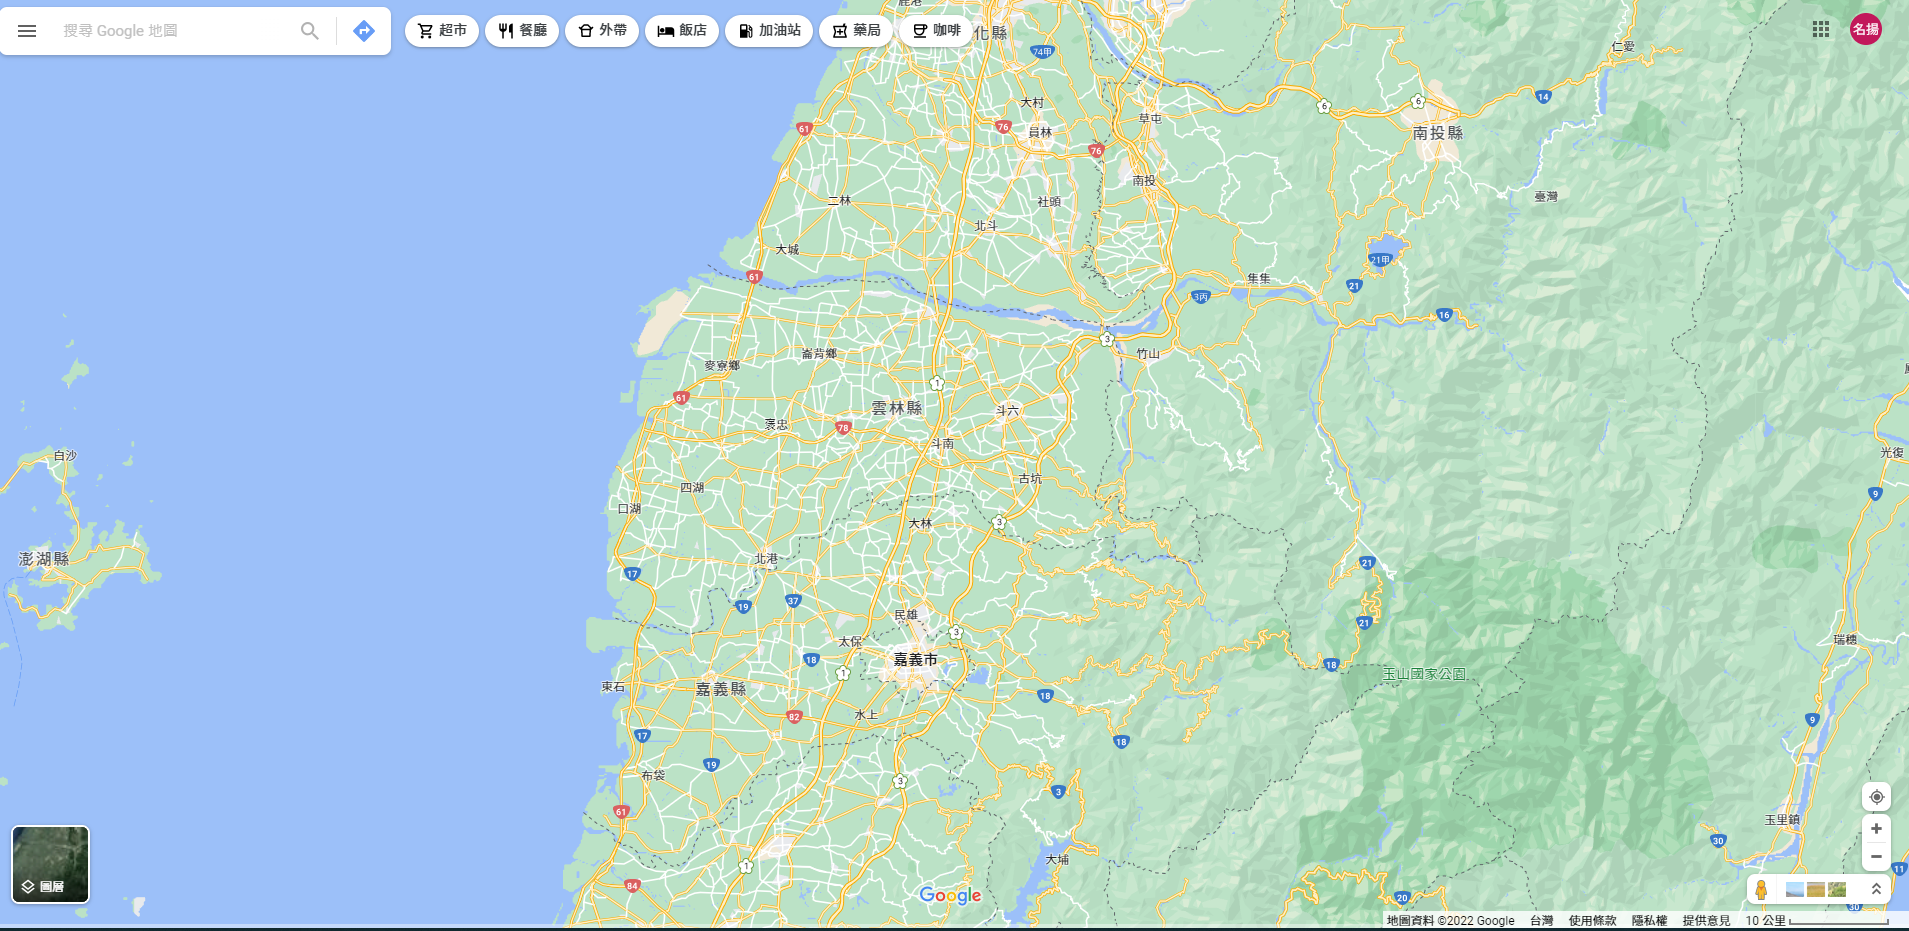 搜尋 Google 地圖
超市
餐廳
外帶
飯店
加油站
藥局
咖啡
名揚
化縣
74甲
仁愛
14
6
6
大村
草屯
61
76
員林
南投縣
76
南投
二林
社頭
臺灣
北斗
大城
21甲
61
集集
21
3丙
16
3
竹山
崙背鄉
麥寮鄉
1
61
雲林縣
斗六
褒忠
78
斗南
白沙
光復
古坑
四湖
9
口湖
大林
3
澎湖縣
北港
21
17
37
19
民雄
21
3
太保
瑞穗
嘉義市
18
18
1
玉山國家公園
東石
嘉義縣
18
82
水上
9
17
18
19
布袋
3
3
61
玉里鎮
30
大埔
1
11
84
圖層
Google
20
30
地圖資料 ©2022 Google
台灣
使用條款
隱私權
提供意見
10 公里